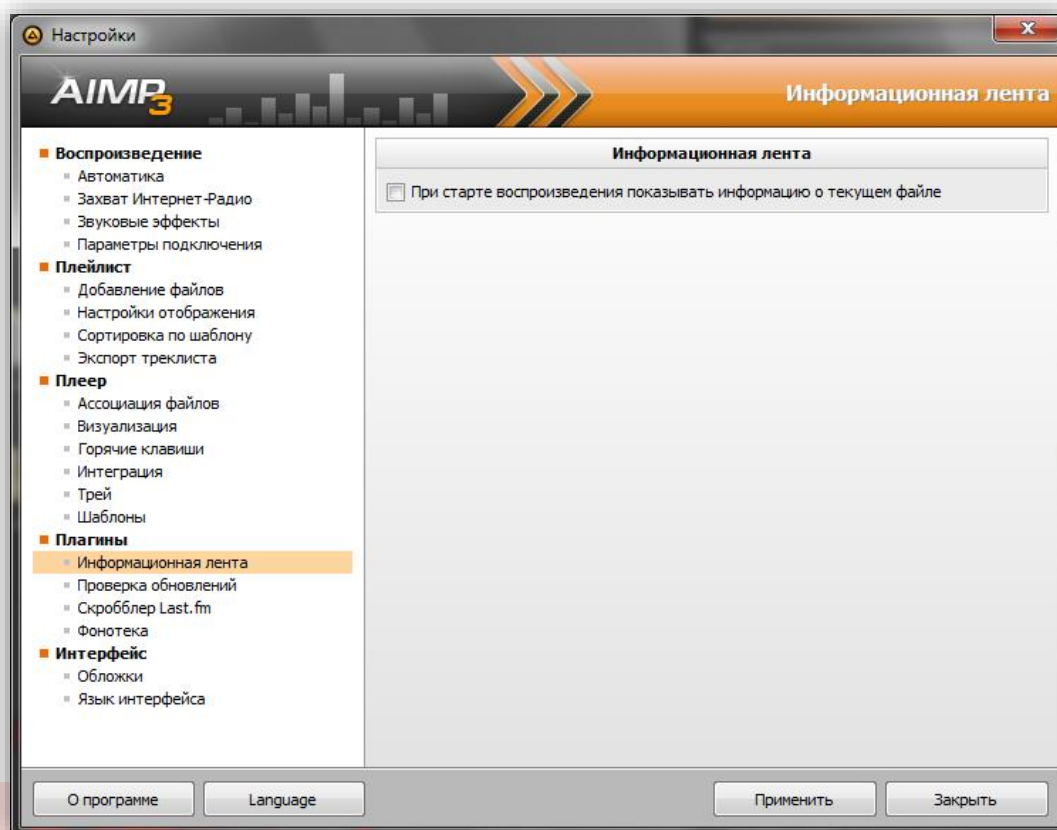 Настройки
AIMP3
Информационная лента
Воспроизведение
Автоматика
Захват Интернет-Радио
Звуковые эффекты
Параметры подключения
Плейлист
Добавление файлов
Настройки отображения
Сортировка по шаблону
Экспорт треклиста
Плеер
Ассоциация файлов
Визуализация
Горячие клавиши
Интеграция
Трей
Шаблоны
Плагины
Информационная лента
Проверка обновлений
Скробблер Last.fm
Фонотека
Интерфейс
Обложки
Язык интерфейса
Информационная лента
При старте воспроизведения показывать информацию о текущем файле
О программе
Language
Применить
Закрыть